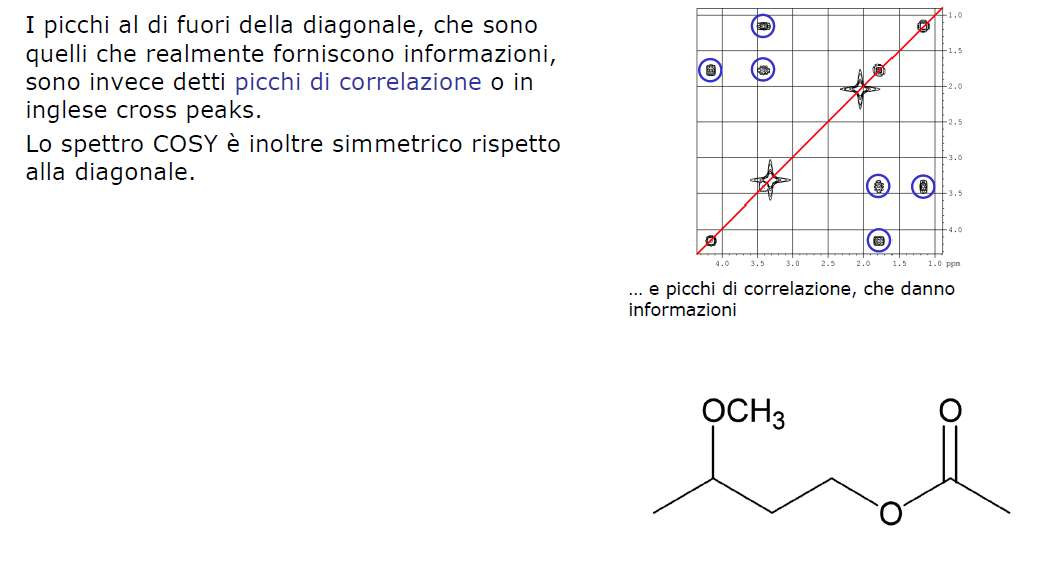 I picchi al di fuori della diagonale, che sono
quelli che realmente forniscono informazioni,
sono invece detti picchi di correlazione o in
inglese cross peaks.
Lo spettro COSY è inoltre simmetrico rispetto
alla diagonale.
1.0
1.5
2.0
2.5
3.0
3.5
4.0
4.0 3.5 3.0 2.5 2.0 1.5 1.0 ppm
... e picchi di correlazione, che danno
informazioni
OCH3 O
O